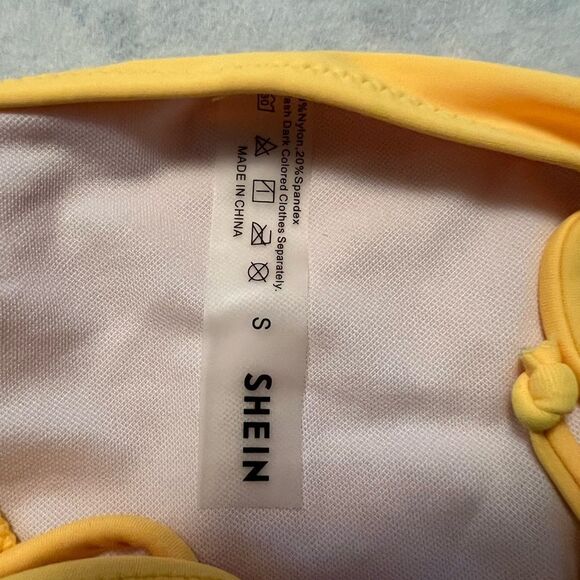 %Nylon,20%Spandex
Dark Colored Clothes Separately.
MADE IN CHINA
S
SHEIN